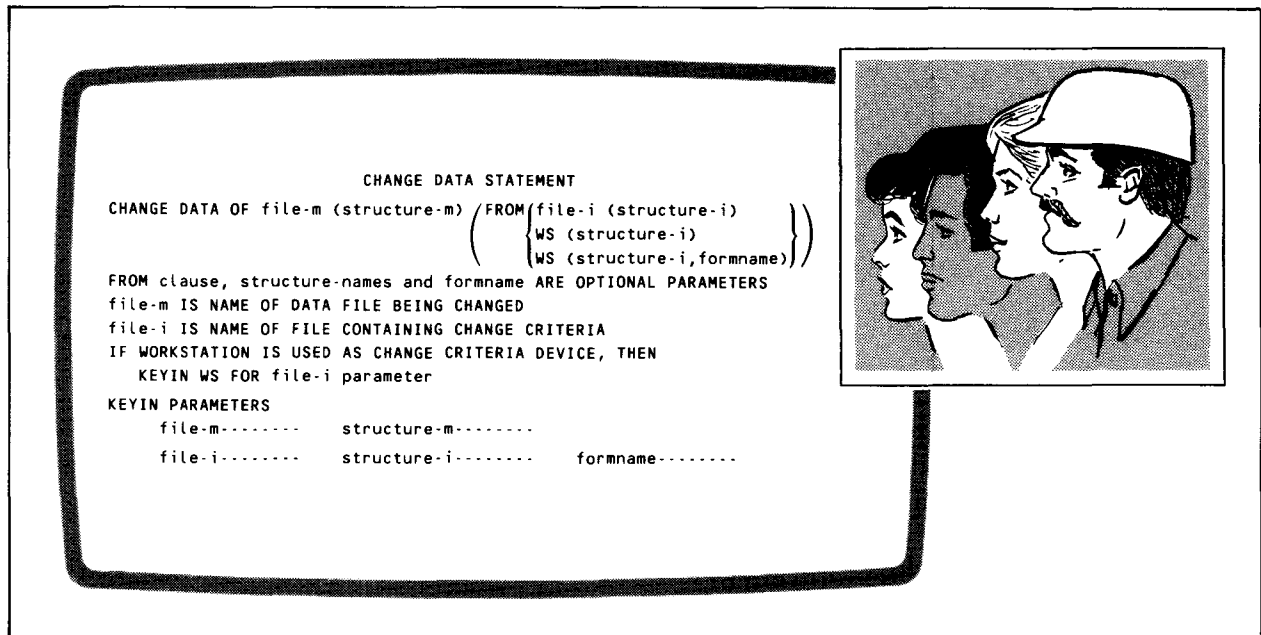 CHANGE DATA STATEMENT
CHANGE DATA OF file-m (structure-m) (FROM{file-i (structure-i)
WS (structure-i)
WS (structure-i,formname)})
FROM clause, structure-names and formname ARE OPTIONAL PARAMETERS
file-m IS NAME OF DATA FILE BEING CHANGED
file-i IS NAME OF FILE CONTAINING CHANGE CRITERIA
IF WORKSTATION IS USED AS CHANGE CRITERIA DEVICE, THEN
KEYIN WS FOR file-i parameter
KEYIN PARAMETERS
file-m-------- structure-m--------
file-i-------- structure-i-------- formname--------